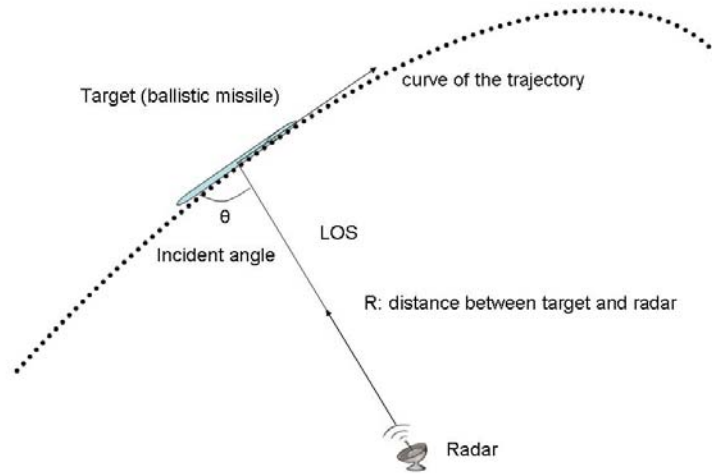 curve of the trajectory
Target (ballistic missile)
θ
LOS
Incident angle
R: distance between target and radar
Radar